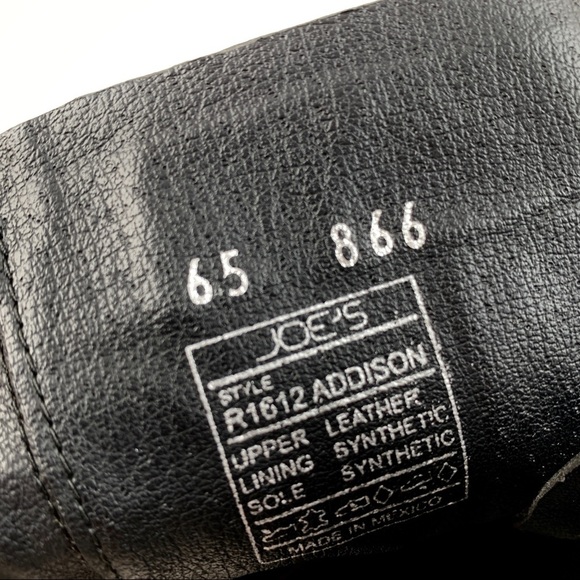 65 866
JOE'S
STYLE
R1612 ADDISON
UPPER LEATHER
LINING SYNTHETIC
SOLE SYNTHETIC
MADE IN MEXICO